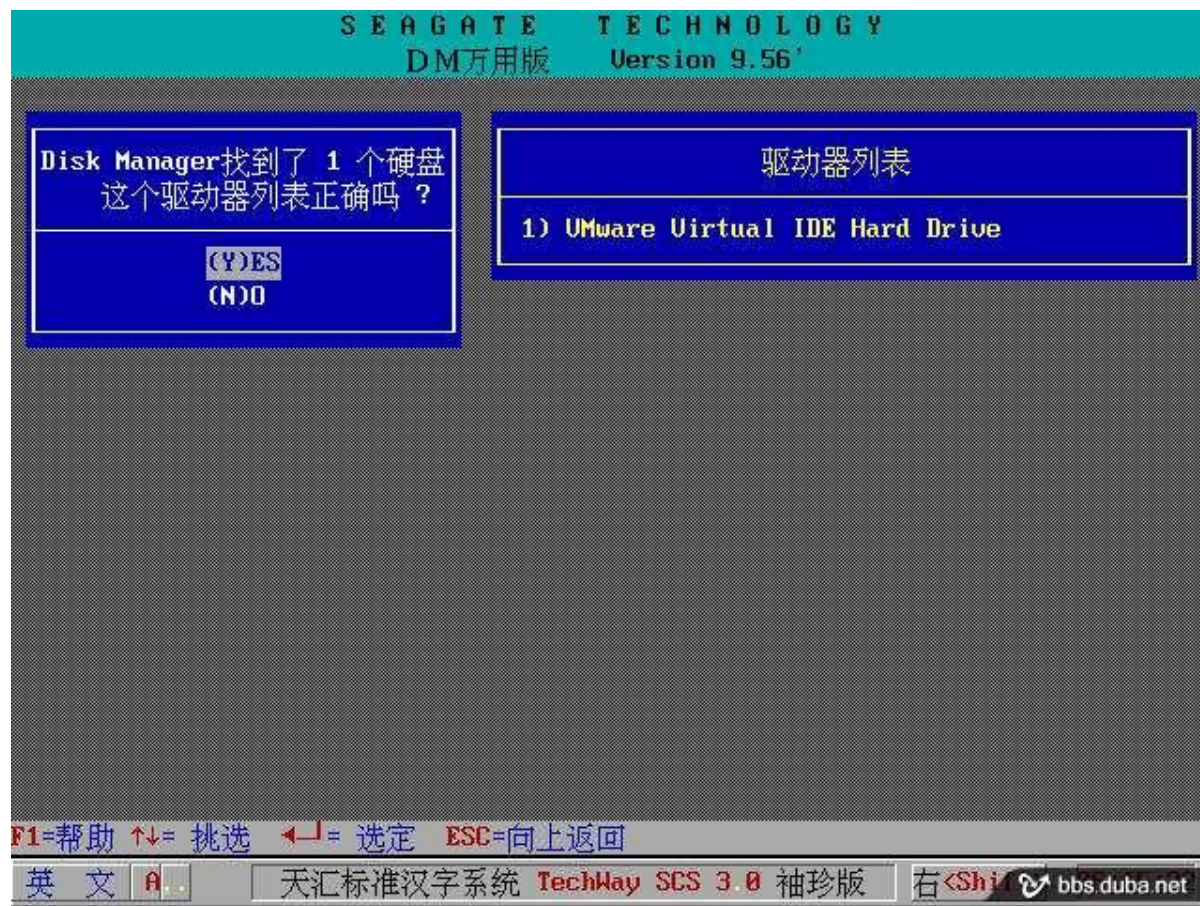 SEAGATE TECHNOLOGY
DM万用版 Version 9.56'
Disk Manager找到了 1 个硬盘
这个驱动器列表正确吗 ?
(Y)ES
(N)O
驱动器列表
1) VMware Virtual IDE Hard Drive
F1=帮助 ↑↓= 挑选 ◄┘= 选定 ESC=向上返回
英 文 A.. 天汇标准汉字系统 TechWay SCS 3.0 袖珍版 右<Shi
bbs.duba.net